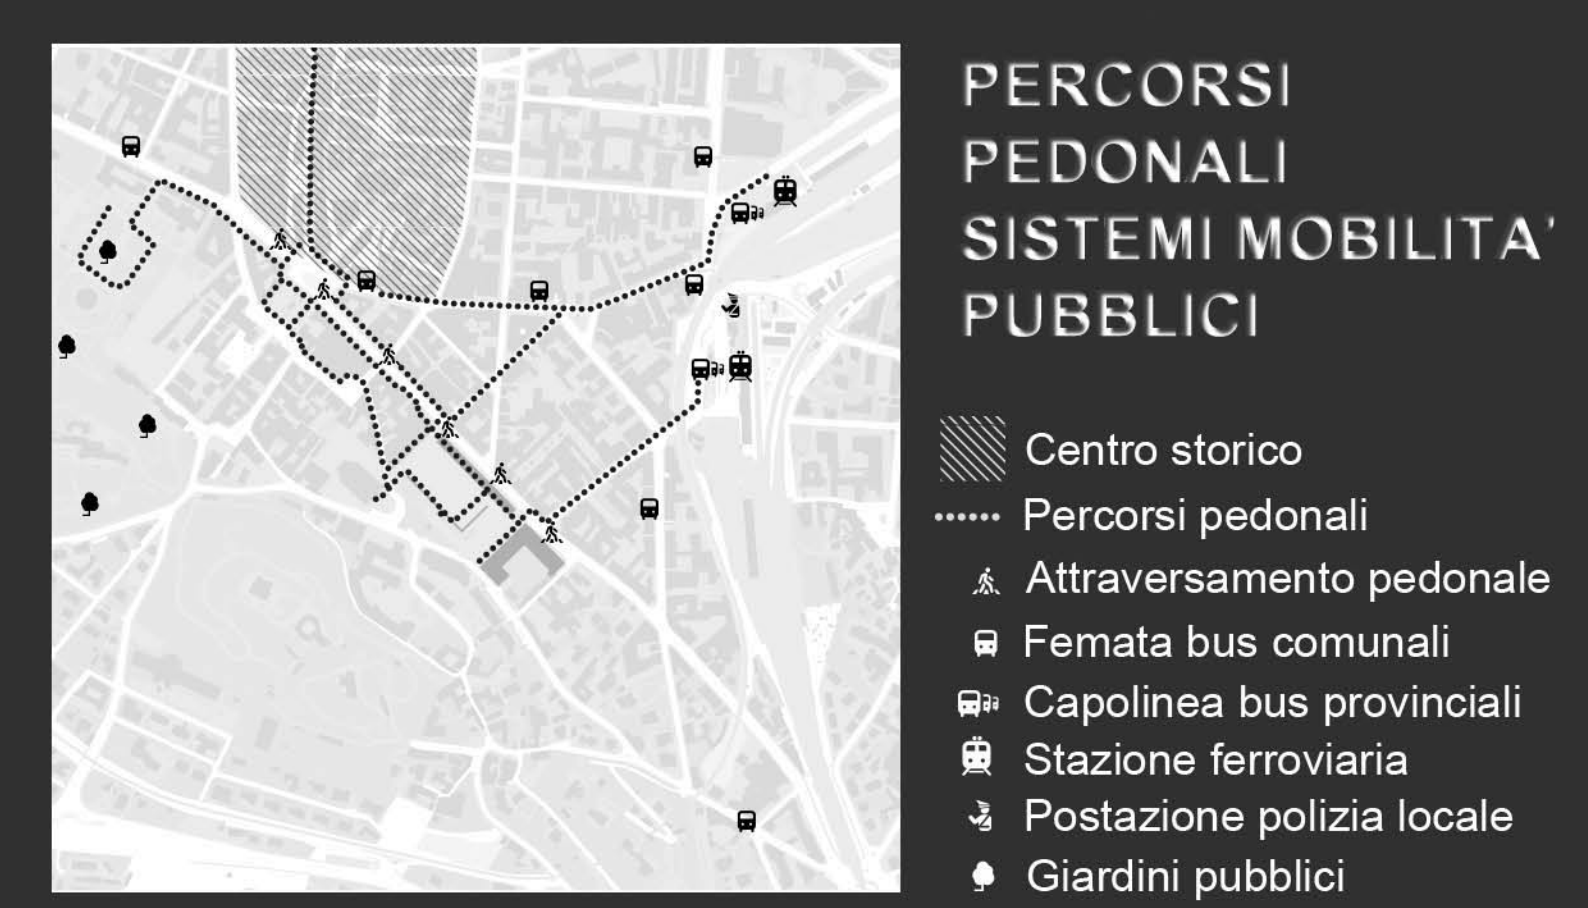 PERCORSI
PEDONALI
SISTEMI MOBILITA'
PUBBLICI
Centro storico
Percorsi pedonali
Attraversamento pedonale
Femata bus comunali
Capolinea bus provinciali
Stazione ferroviaria
Postazione polizia locale
Giardini pubblici